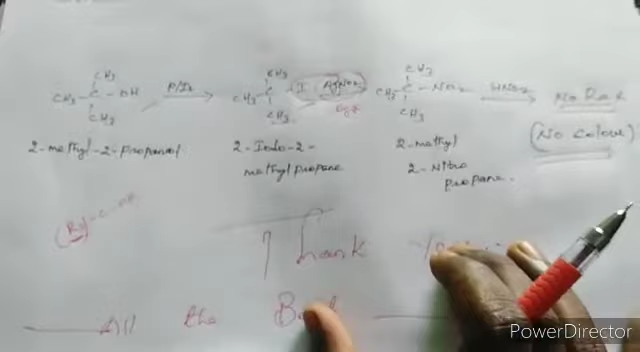 CH3 CH3 CH3
CH3 - C - OH P/I2 CH3 - C - I AgNO2 CH3 - C - NO2 HNO2 No Rxn
CH3 CH3 CH3
(No colour)
2-methyl-2-propanol 2-Iodo-2- 2-methyl
methyl propane 2-Nitro
propane.
Thank
All the Best
PowerDirector